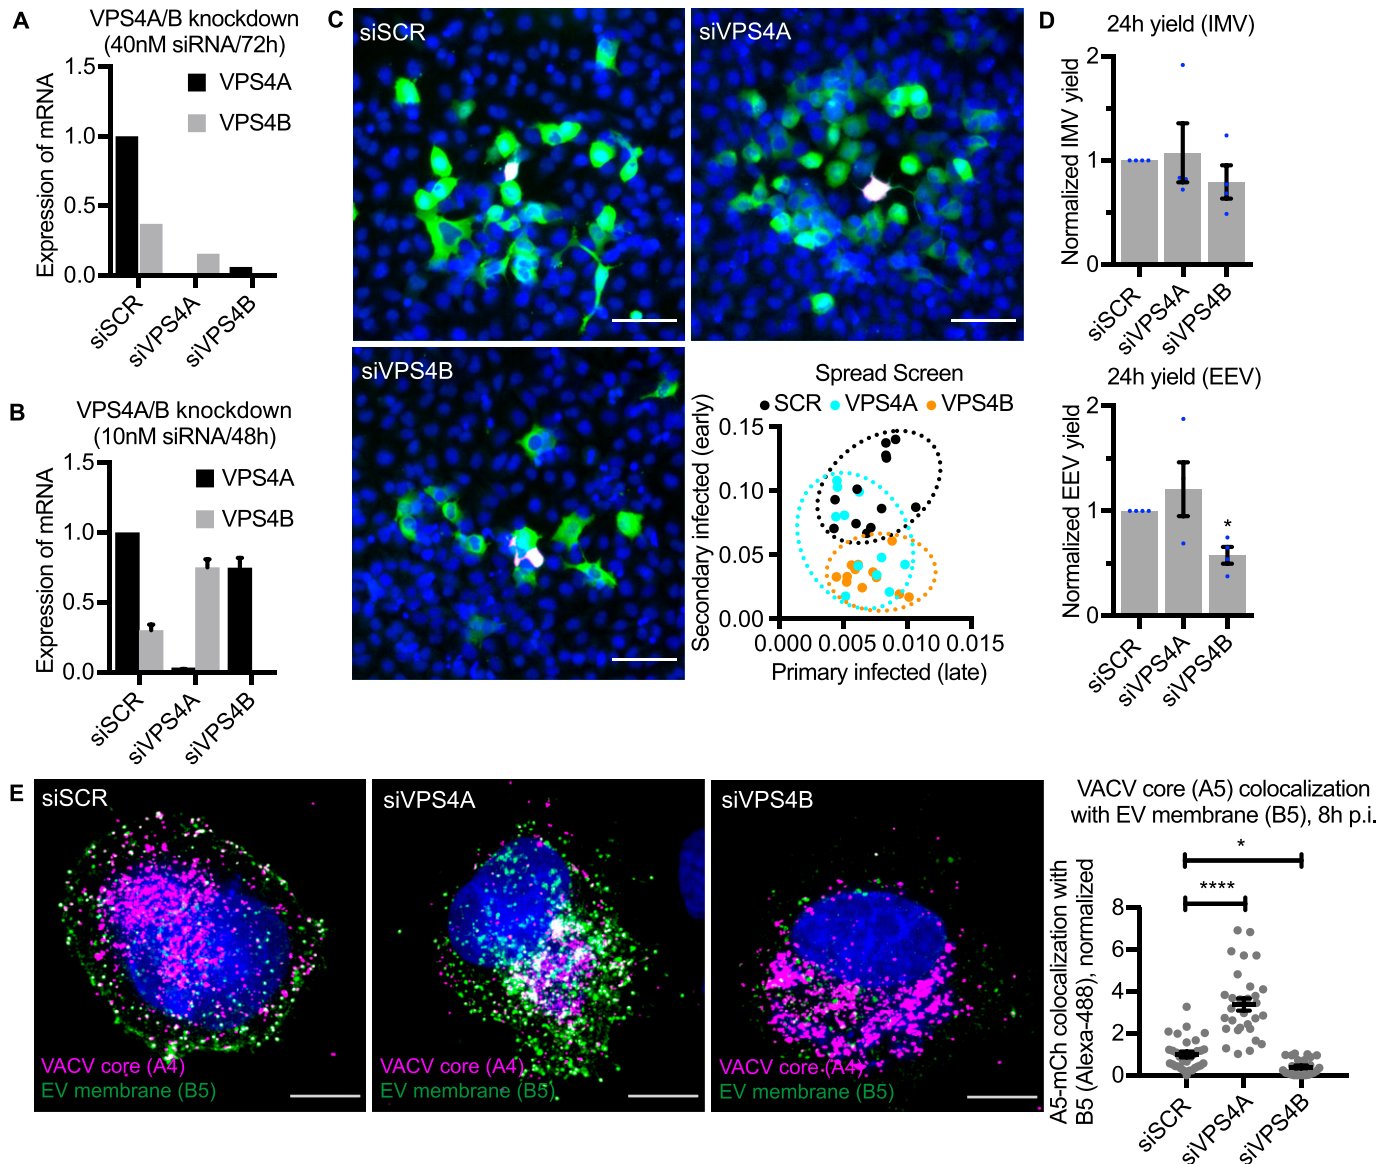 A
VPS4A/B knockdown
(40nM siRNA/72h)
Expression of mRNA
1.5
1.0
0.5
0.0
VPS4A
VPS4B
siSCR
siVPS4A
siVPS4B
B
VPS4A/B knockdown
(10nM siRNA/48h)
Expression of mRNA
1.5
1.0
0.5
0.0
VPS4A
VPS4B
siSCR
siVPS4A
siVPS4B
C
siSCR
siVPS4A
siVPS4B
Spread Screen
SCR VPS4A VPS4B
Secondary infected (early)
0.15
0.10
0.05
0.00
0.000 0.005 0.010 0.015
Primary infected (late)
D
24h yield (IMV)
Normalized IMV yield
2
1
0
siSCR
siVPS4A
siVPS4B
24h yield (EEV)
Normalized EEV yield
2
1
0
*
siSCR
siVPS4A
siVPS4B
E
siSCR
VACV core (A4)
EV membrane (B5)
siVPS4A
VACV core (A4)
EV membrane (B5)
siVPS4B
VACV core (A4)
EV membrane (B5)
VACV core (A5) colocalization
with EV membrane (B5), 8h p.i.
A5-mCh colocalization with
B5 (Alexa-488), normalized
*
****
8
6
4
2
0
siSCR
siVPS4A
siVPS4B